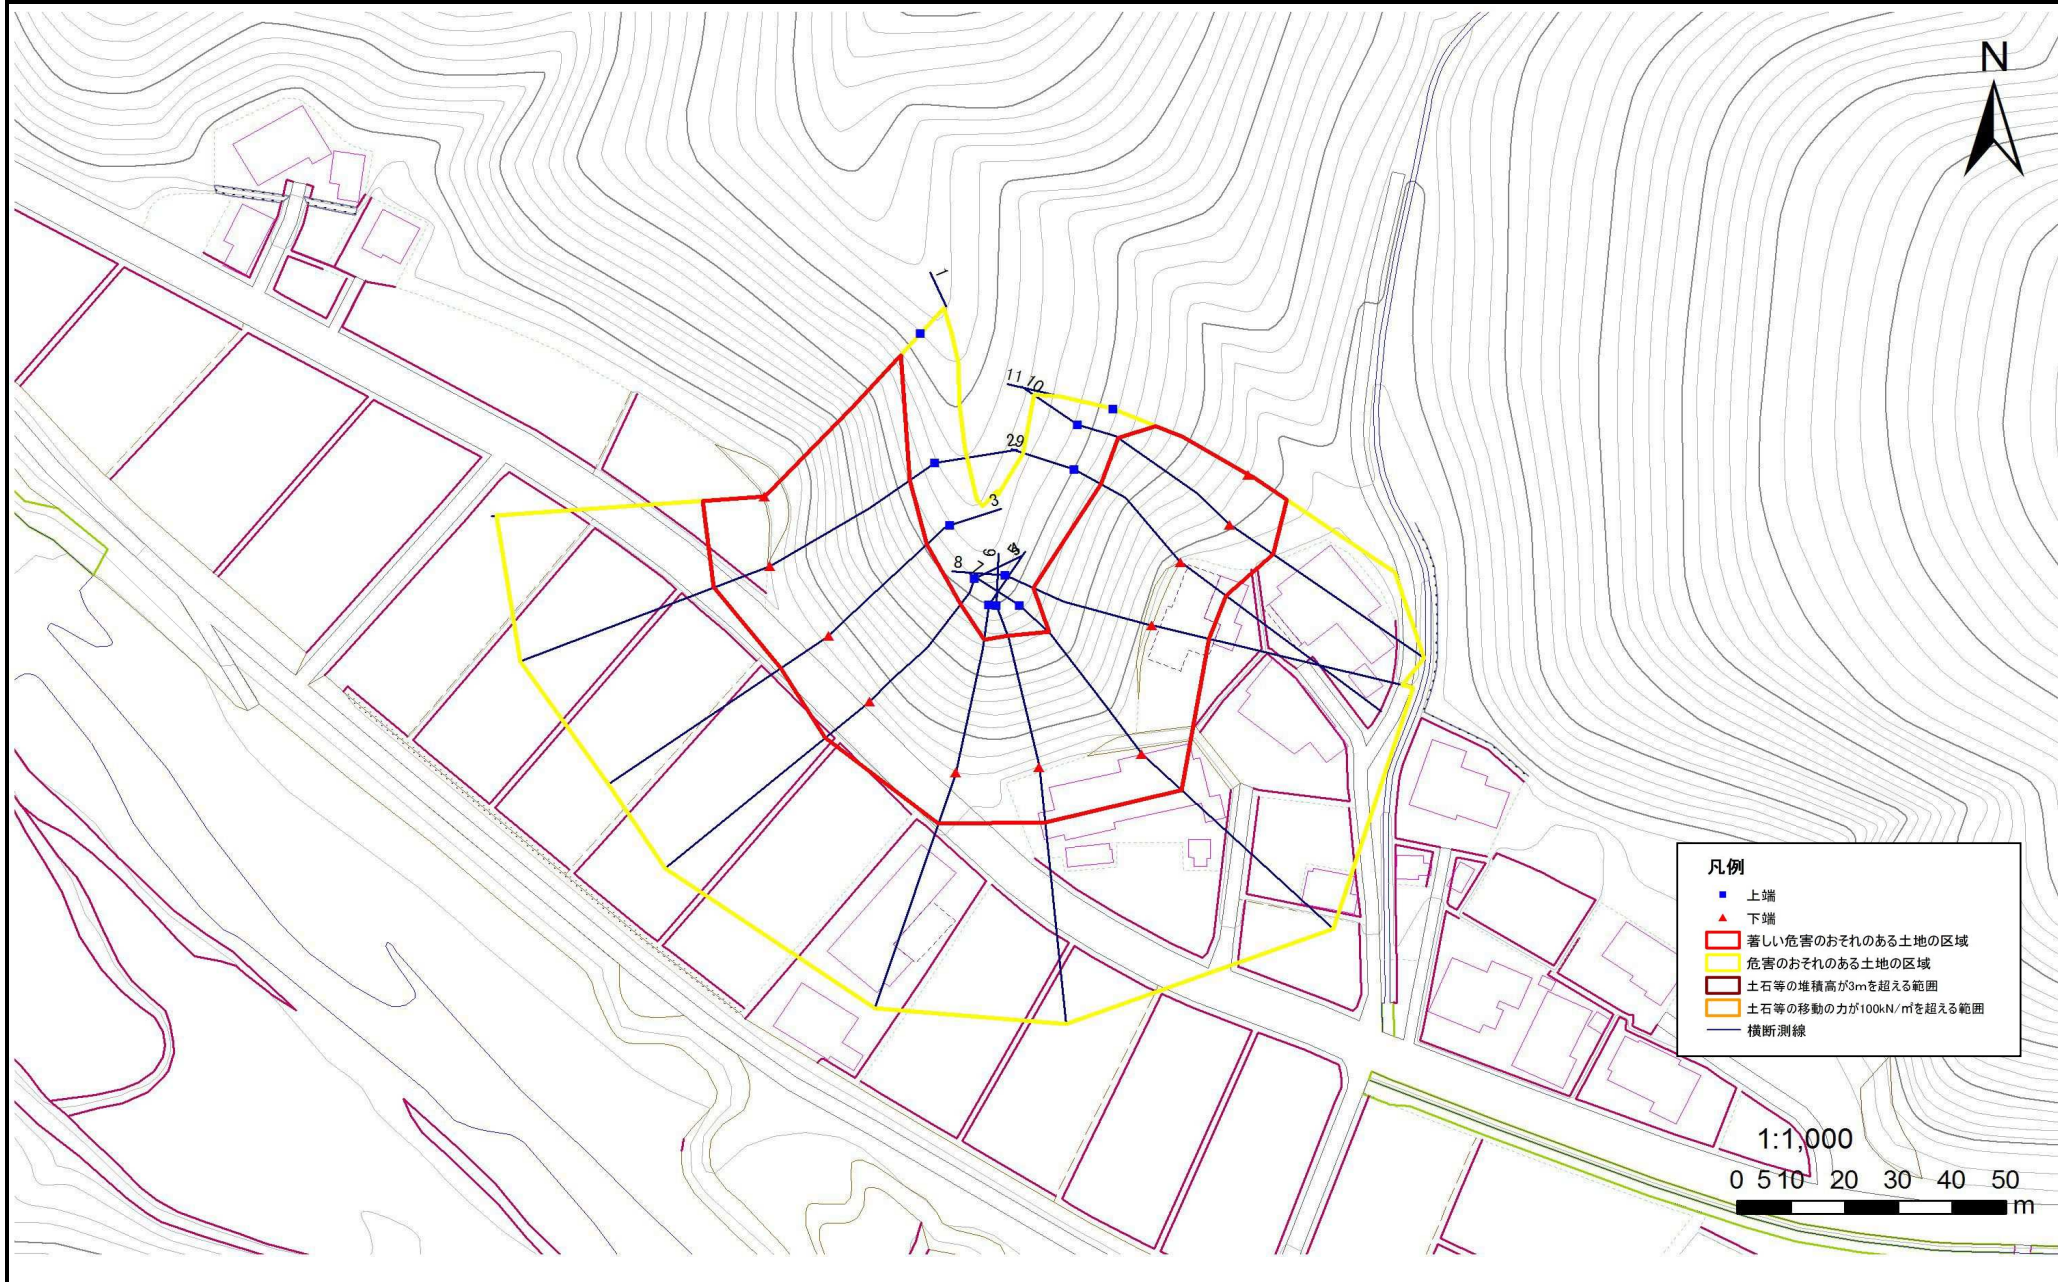 N
1
11 10
29
3
6
8 7
凡例
上端
下端
著しい危害のおそれのある土地の区域
危害のおそれのある土地の区域
土石等の堆積高が3mを超える範囲
土石等の移動の力が100kN/㎡を超える範囲
横断測線
1:1,000
0 5 10 20 30 40 50
m